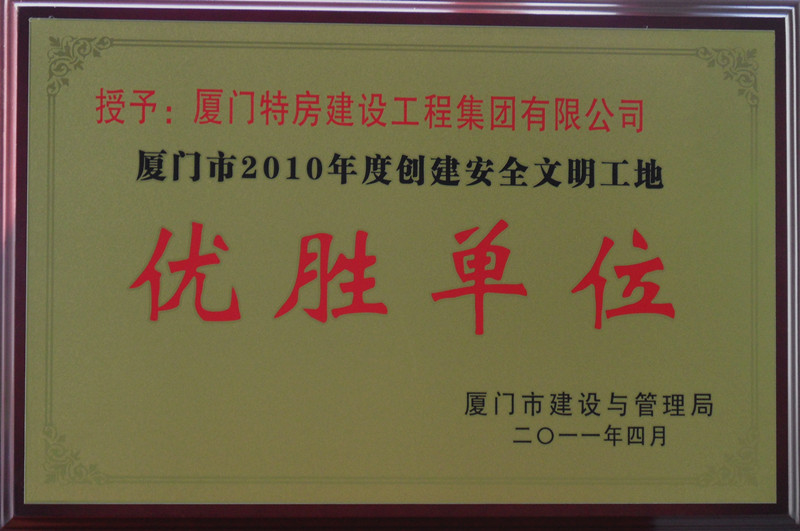 授予：厦门特房建设工程集团有限公司
厦门市2010年度创建安全文明工地
优胜单位
厦门市建设与管理局
二〇一一年四月